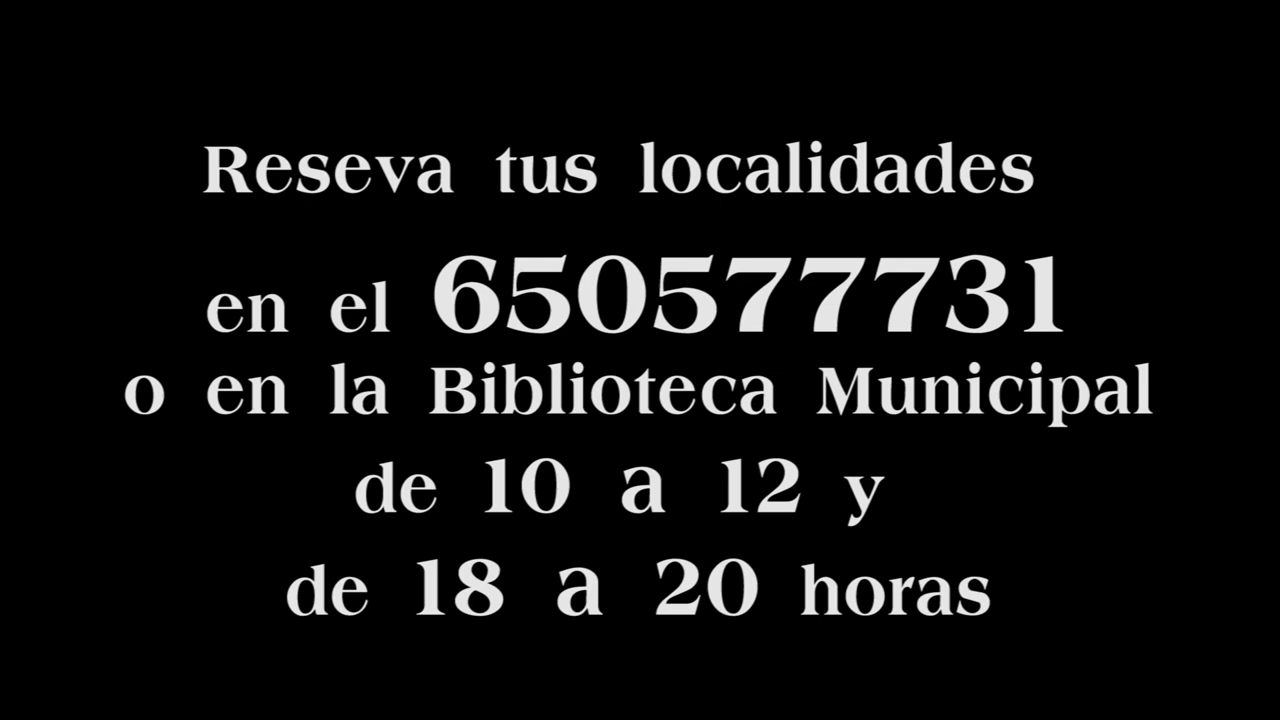 Reseva tus localidades
en el 650577731
o en la Biblioteca Municipal
de 10 a 12 y
de 18 a 20 horas